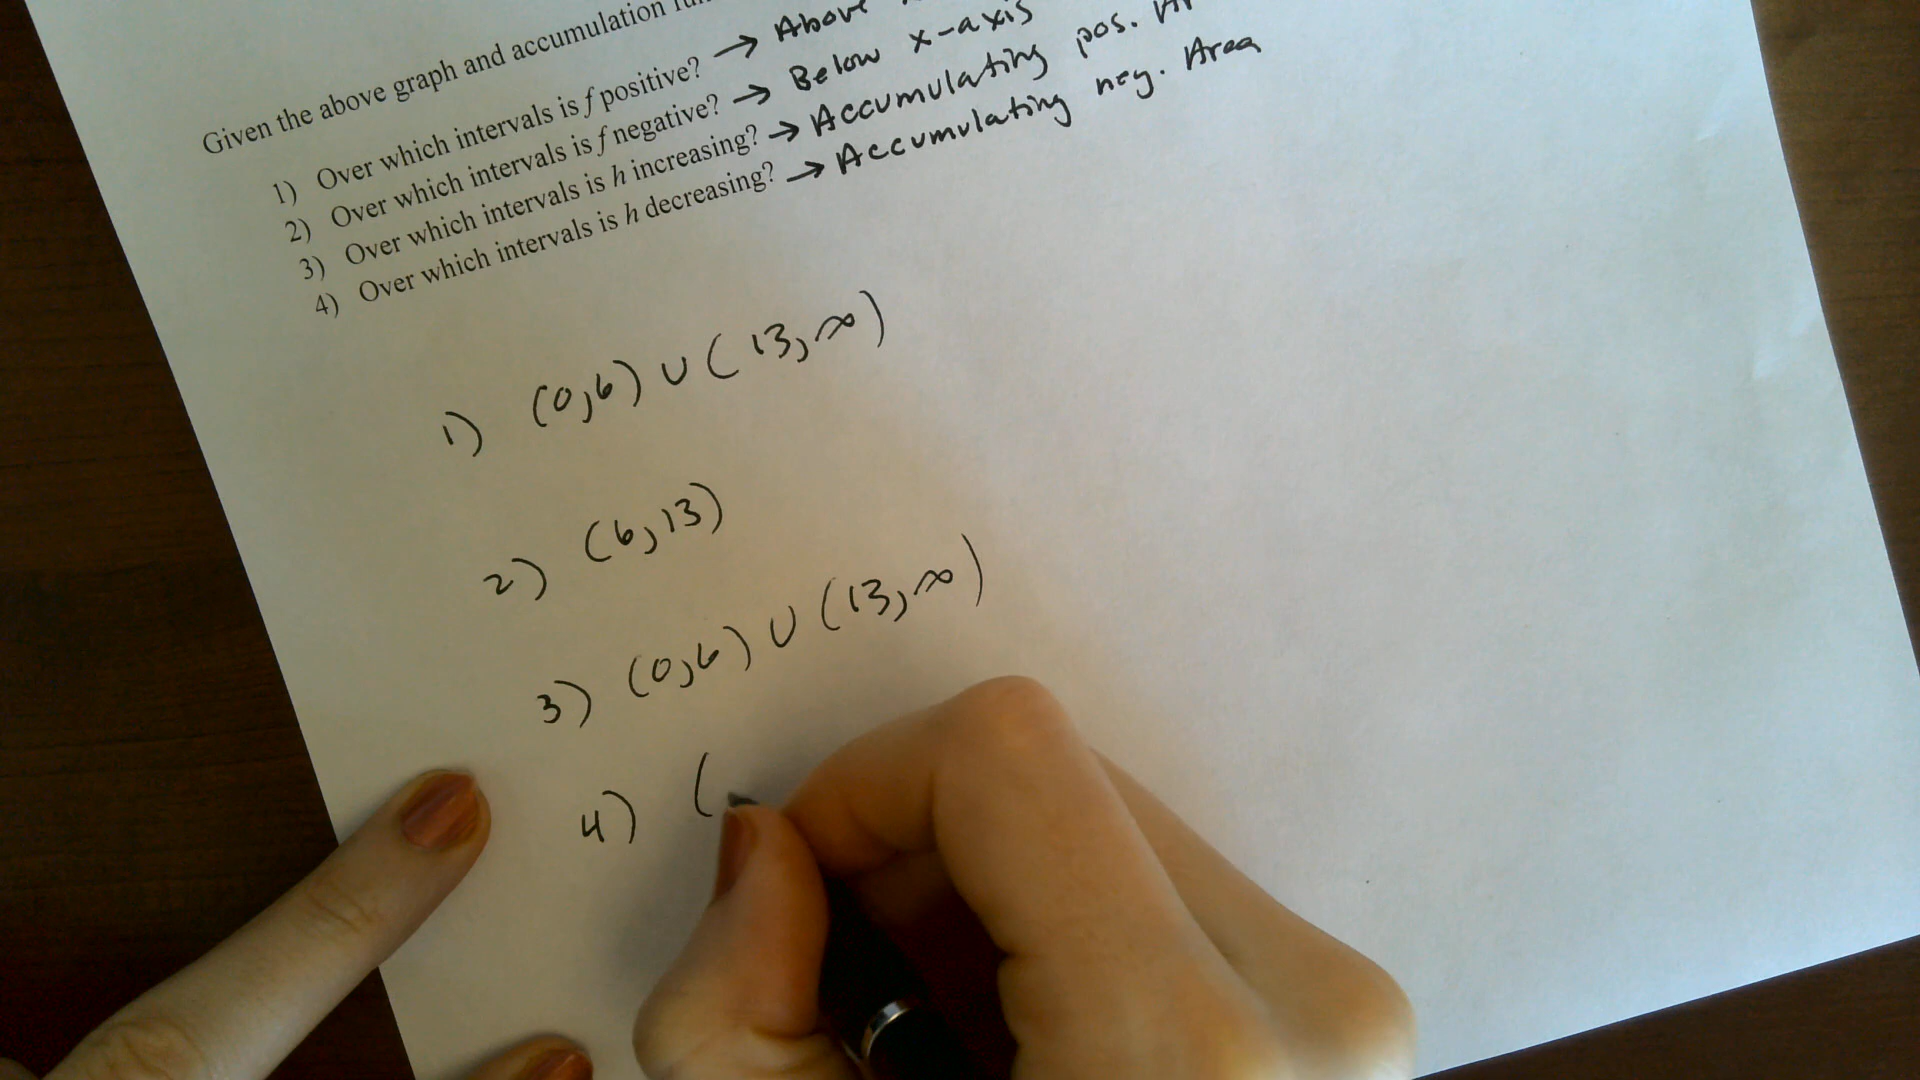 Given the above graph and accumulation
1) Over which intervals is f positive? → Above
2) Over which intervals is f negative? → Below x-axis
3) Over which intervals is h increasing? → Accumulating pos.
4) Over which intervals is h decreasing? → Accumulating neg. Area
1) (0,6) ∪ (13,∞)
2) (6,13)
3) (0,6) ∪ (13,∞)
4) (